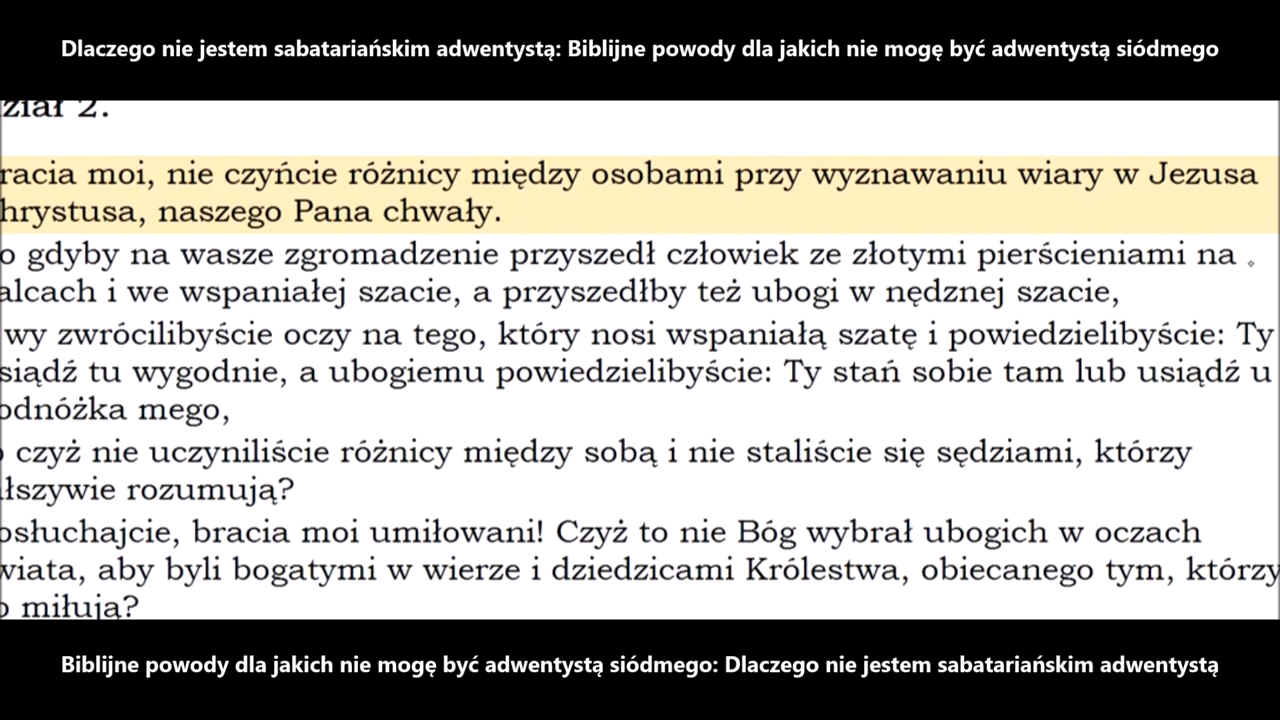 Dlaczego nie jestem sabatariańskim adwentystą: Biblijne powody dla jakich nie mogę być adwentystą siódmego
ział 2.
racia moi, nie czyńcie różnicy między osobami przy wyznawaniu wiary w Jezusa
hrystusa, naszego Pana chwały.
o gdyby na wasze zgromadzenie przyszedł człowiek ze złotymi pierścieniami na
alcach i we wspaniałej szacie, a przyszedłby też ubogi w nędznej szacie,
wy zwrócilibyście oczy na tego, który nosi wspaniałą szatę i powiedzielibyście: Ty
siądź tu wygodnie, a ubogiemu powiedzielibyście: Ty stań sobie tam lub usiądź u
odnóżka mego,
o czyż nie uczyniliście różnicy między sobą i nie staliście się sędziami, którzy
łszywie rozumują?
osłuchajcie, bracia moi umiłowani! Czyż to nie Bóg wybrał ubogich w oczach
wiata, aby byli bogatymi w wierze i dziedzicami Królestwa, obiecanego tym, którzy
o miłują?
Biblijne powody dla jakich nie mogę być adwentystą siódmego: Dlaczego nie jestem sabatariańskim adwentystą